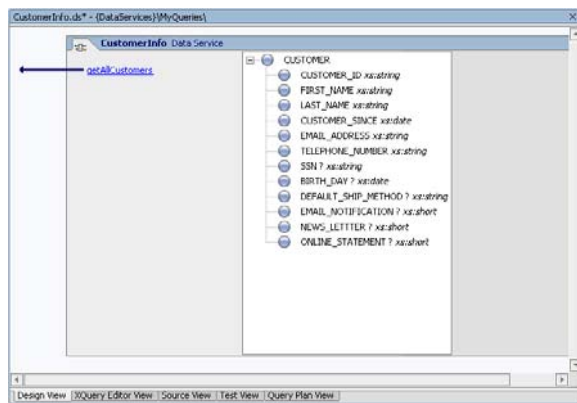 CustomerInfo.ds* - {DataServices}\MyQueries\
CustomerInfo Data Service
getAllCustomers
CUSTOMER
CUSTOMER_ID xs:string
FIRST_NAME xs:string
LAST_NAME xs:string
CUSTOMER_SINCE xs:date
EMAIL_ADDRESS xs:string
TELEPHONE_NUMBER xs:string
SSN ? xs:string
BIRTH_DAY ? xs:date
DEFAULT_SHIP_METHOD ? xs:string
EMAIL_NOTIFICATION ? xs:short
NEWS_LETTTER ? xs:short
ONLINE_STATEMENT ? xs:short
Design View XQuery Editor View Source View Test View Query Plan View